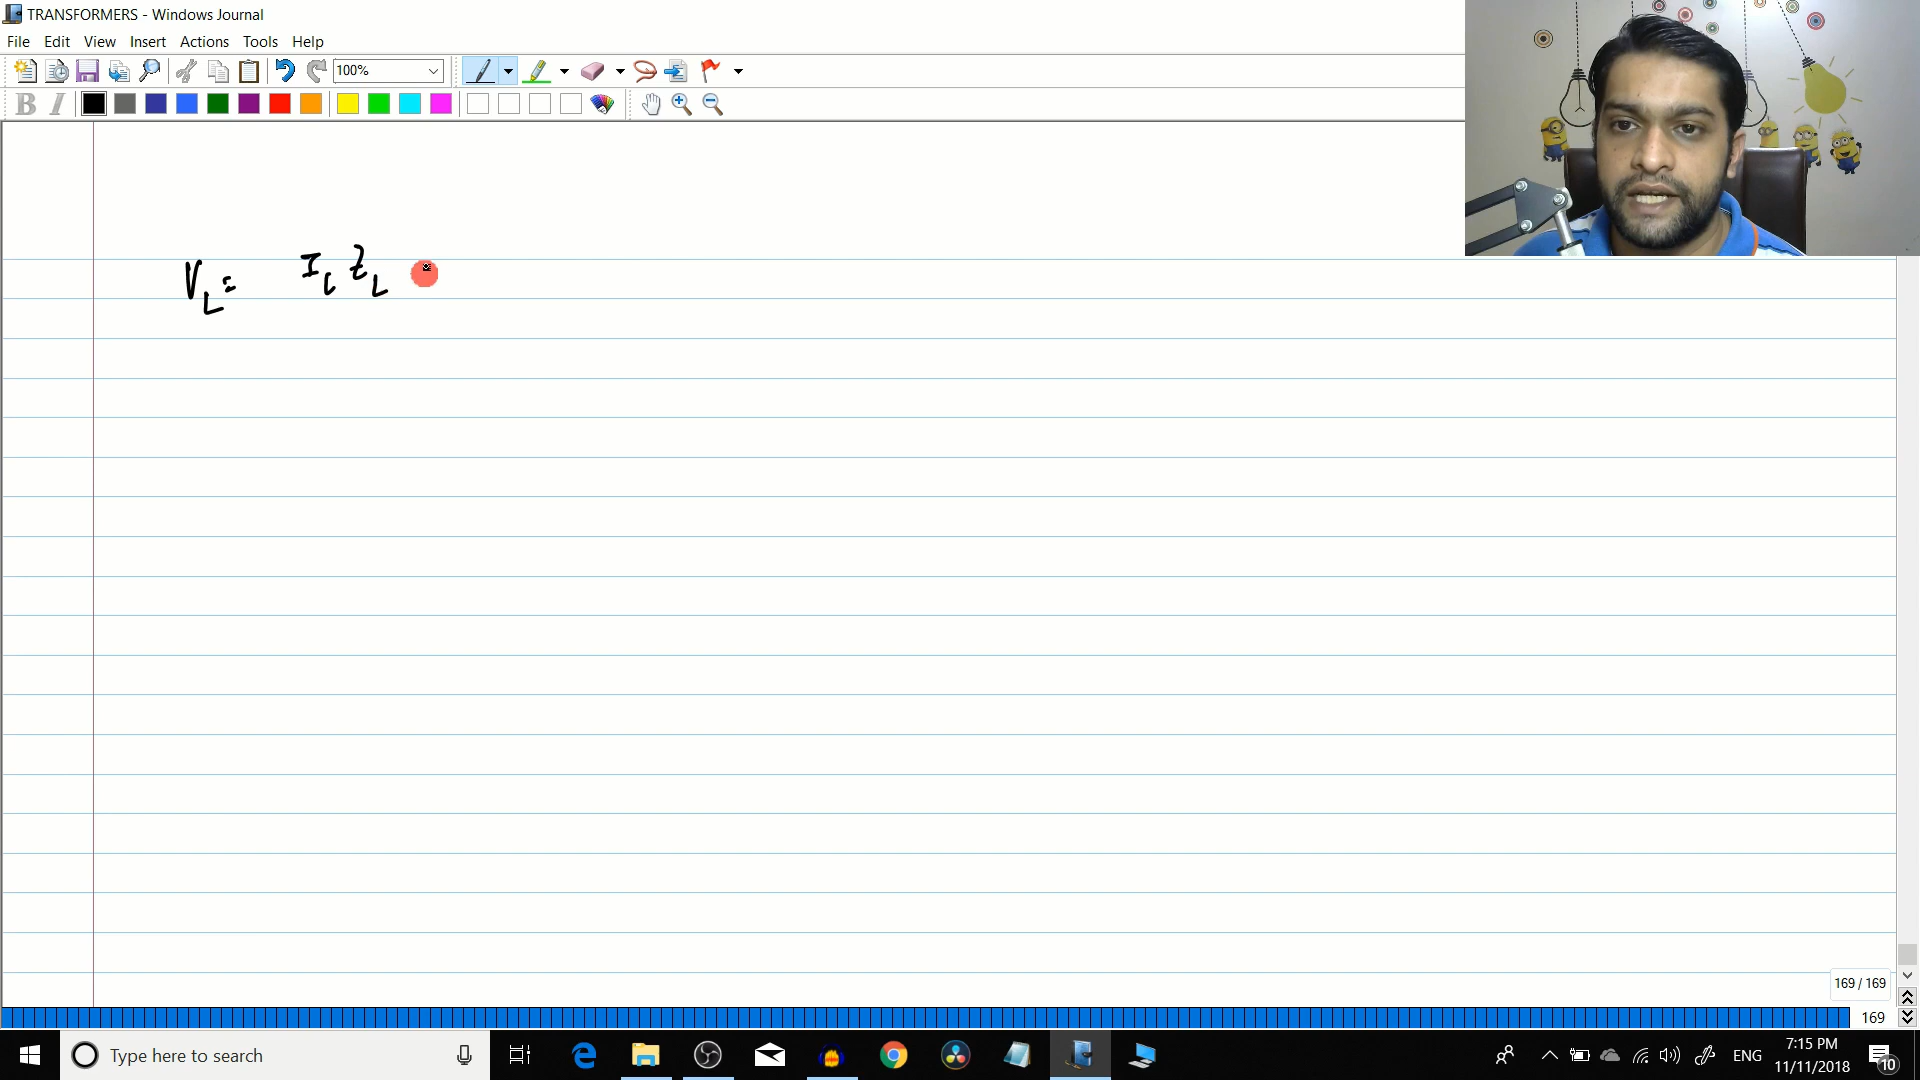 TRANSFORMERS - Windows Journal
File Edit View Insert Actions Tools Help
100%
B I
V_L = I_L Z_L
169 / 169
169
Type here to search
ENG
7:15 PM
11/11/2018
10